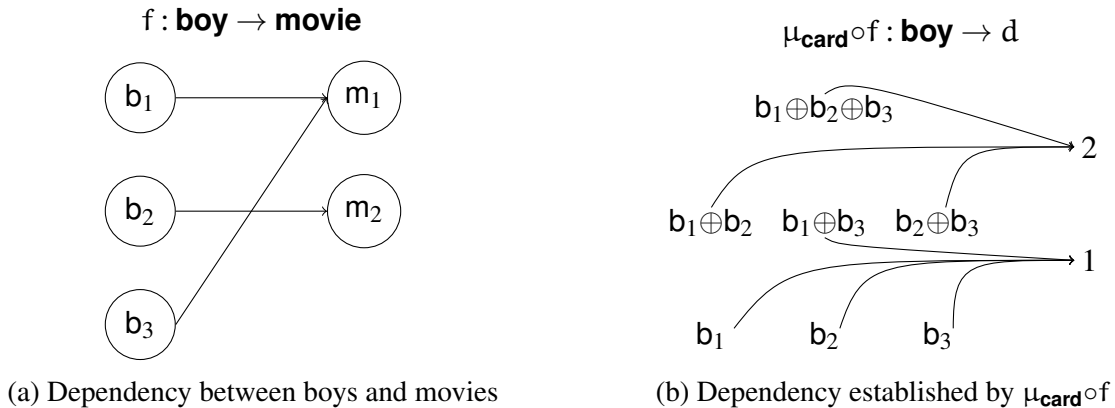 f : boy → movie
b₁
m₁
b₂
m₂
b₃
(a) Dependency between boys and movies
μcard∘f : boy → d
b₁⊕b₂⊕b₃
2
b₁⊕b₂
b₁⊕b₃
b₂⊕b₃
1
b₁
b₂
b₃
(b) Dependency established by μcard∘f